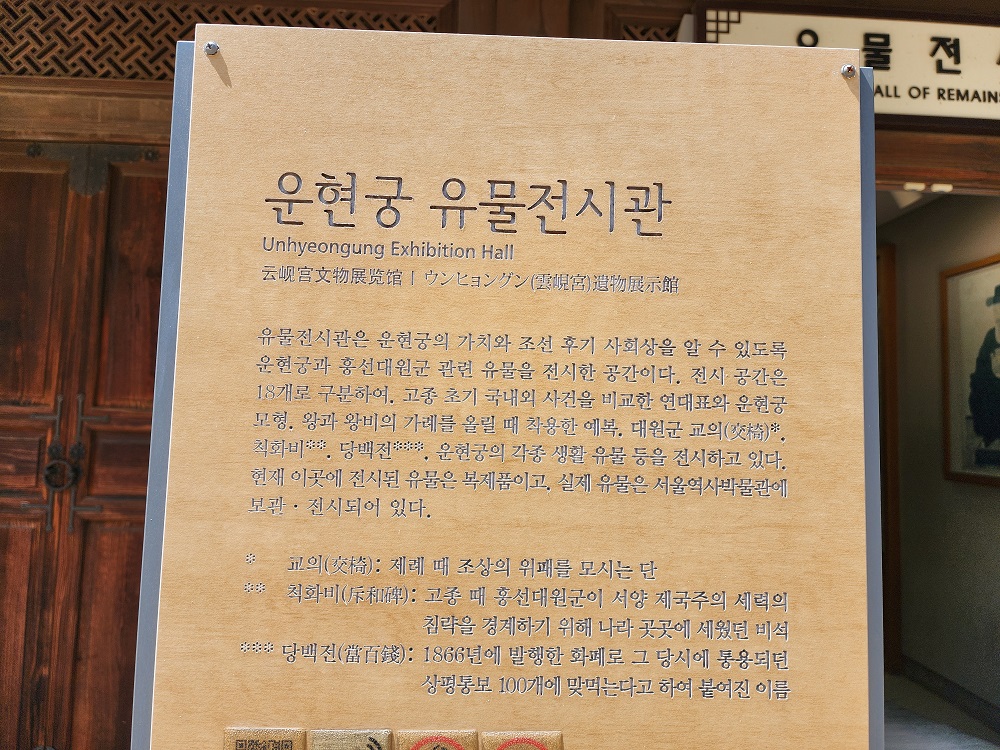 유물전시
HALL OF REMAINS
운현궁 유물전시관
Unhyeongung Exhibition Hall
云岘宫文物展览馆 | ウンヒョングン(雲峴宮)遺物展示館
유물전시관은 운현궁의 가치와 조선 후기 사회상을 알 수 있도록
운현궁과 흥선대원군 관련 유물을 전시한 공간이다. 전시 공간은
18개로 구분하여, 고종 초기 국내외 사건을 비교한 연대표와 운현궁
모형, 왕과 왕비의 가례를 올릴 때 착용한 예복, 대원군 교의(交椅)*,
척화비**, 당백전***, 운현궁의 각종 생활 유물 등을 전시하고 있다.
현재 이곳에 전시된 유물은 복제품이고, 실제 유물은 서울역사박물관에
보관 · 전시되어 있다.
* 교의(交椅): 제례 때 조상의 위패를 모시는 단
** 척화비(斥和碑): 고종 때 흥선대원군이 서양 제국주의 세력의
침략을 경계하기 위해 나라 곳곳에 세웠던 비석
*** 당백전(當百錢): 1866년에 발행한 화폐로 그 당시에 통용되던
상평통보 100개에 맞먹는다고 하여 붙여진 이름